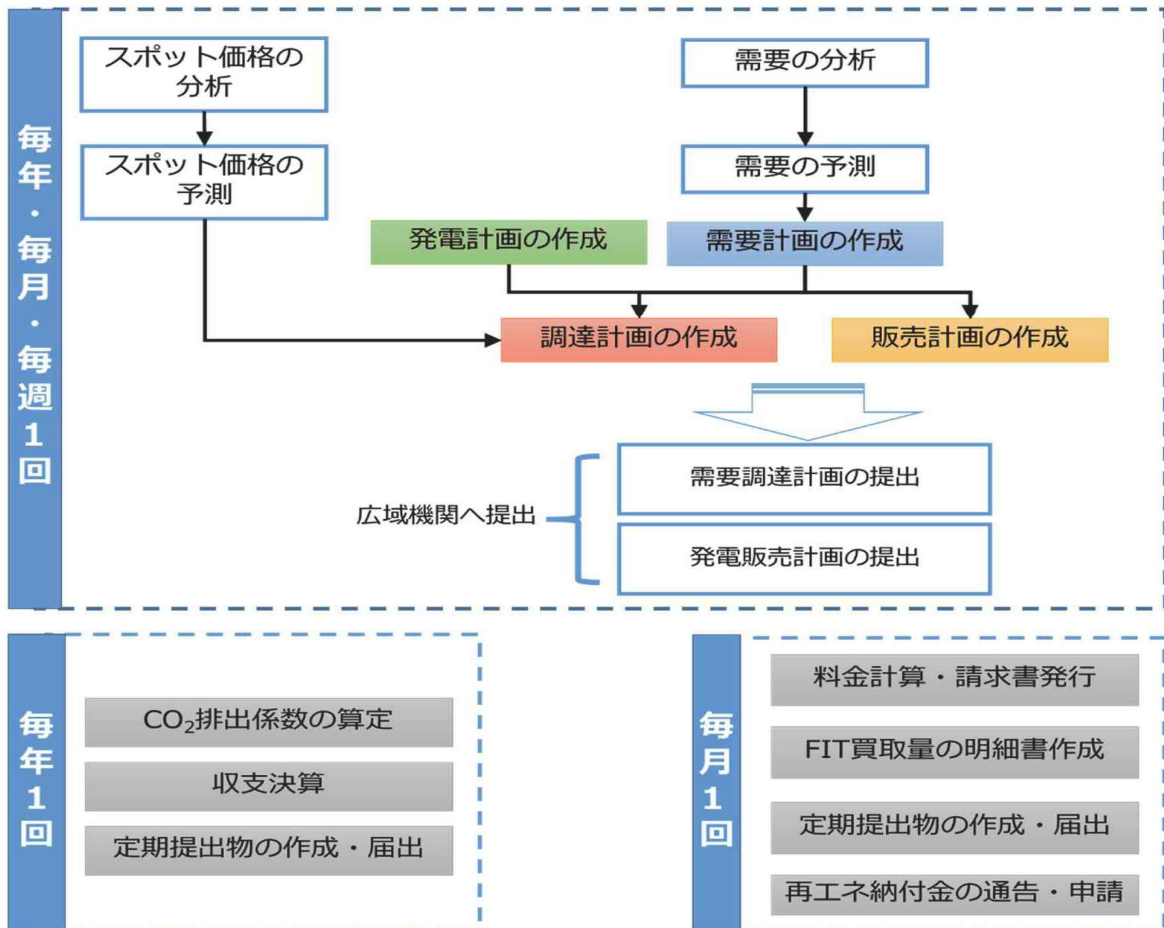 毎年・毎月・毎週1回
スポット価格の
分析
需要の分析
スポット価格の
予測
需要の予測
発電計画の作成
需要計画の作成
調達計画の作成
販売計画の作成
需要調達計画の提出
広域機関へ提出
発電販売計画の提出
毎年1回
CO₂排出係数の算定
収支決算
定期提出物の作成・届出
毎月1回
料金計算・請求書発行
FIT買取量の明細書作成
定期提出物の作成・届出
再エネ納付金の通告・申請